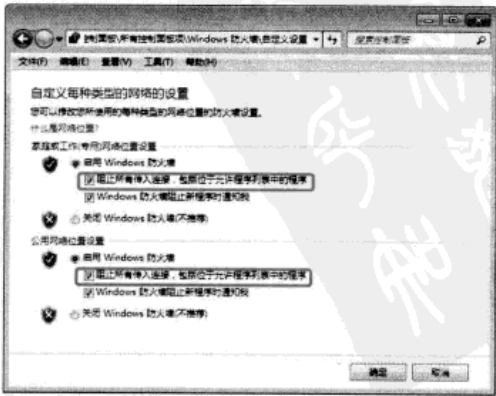 控制面板\所有控制面板项\Windows 防火墙\自定义设置
搜索控制面板
文件(F) 编辑(E) 查看(V) 工具(T) 帮助(H)
自定义每种类型的网络的设置
您可以修改您所使用的每种类型的网络位置的防火墙设置。
什么是网络位置?
家庭或工作(专用)网络位置设置
启用 Windows 防火墙
阻止所有传入连接，包括位于允许程序列表中的程序
Windows 防火墙阻止新程序时通知我
关闭 Windows 防火墙(不推荐)
公用网络位置设置
启用 Windows 防火墙
阻止所有传入连接，包括位于允许程序列表中的程序
Windows 防火墙阻止新程序时通知我
关闭 Windows 防火墙(不推荐)
确定 取消